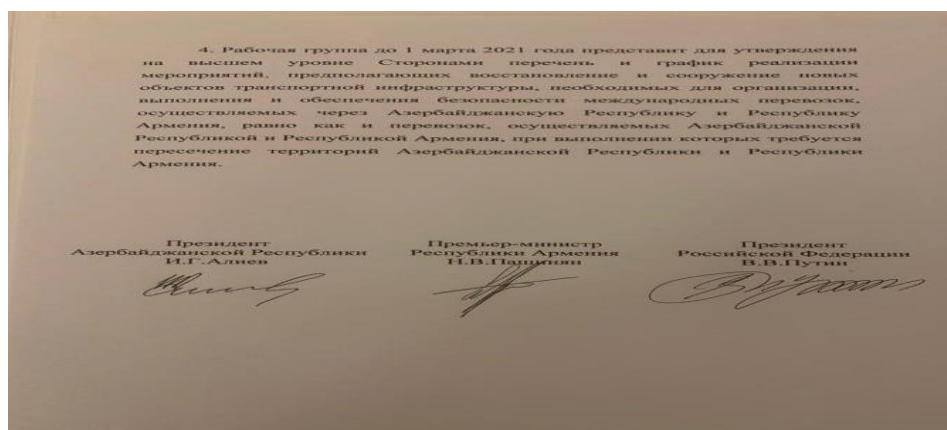 4. Рабочая группа до 1 марта 2021 года представит для утверждения
на высшем уровне Сторонами перечень и график реализации
мероприятий, предполагающих восстановление и сооружение новых
объектов транспортной инфраструктуры, необходимых для организации,
выполнения и обеспечения безопасности международных перевозок,
осуществляемых через Азербайджанскую Республику и Республику
Армения, равно как и перевозок, осуществляемых Азербайджанской
Республикой и Республикой Армения, при выполнении которых требуется
пересечение территорий Азербайджанской Республики и Республики
Армения.
Президент
Азербайджанской Республики
И.Г.Алиев
Премьер-министр
Республики Армения
Н.В.Пашинян
Президент
Российской Федерации
В.В.Путин